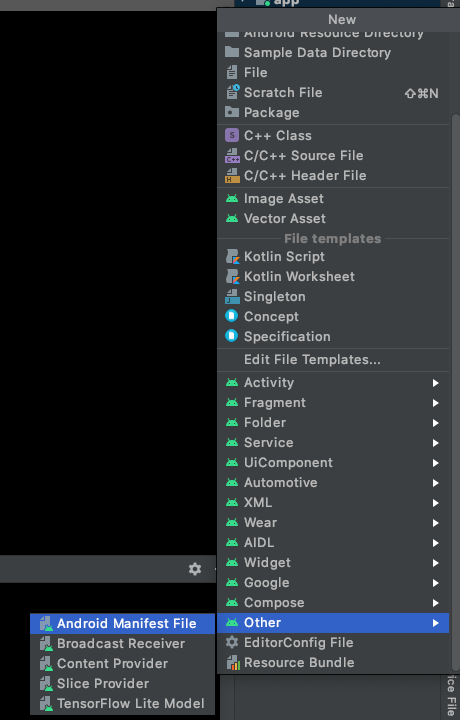 app
New
Android Resource Directory
Sample Data Directory
File
Scratch File ⇧⌘N
Package
C++ Class
C/C++ Source File
C/C++ Header File
Image Asset
Vector Asset
File templates
Kotlin Script
Kotlin Worksheet
Singleton
Concept
Specification
Edit File Templates...
Activity
Fragment
Folder
Service
UiComponent
Automotive
XML
Wear
AIDL
Widget
Google
Compose
Other
EditorConfig File
Resource Bundle
Android Manifest File
Broadcast Receiver
Content Provider
Slice Provider
TensorFlow Lite Model
ice File